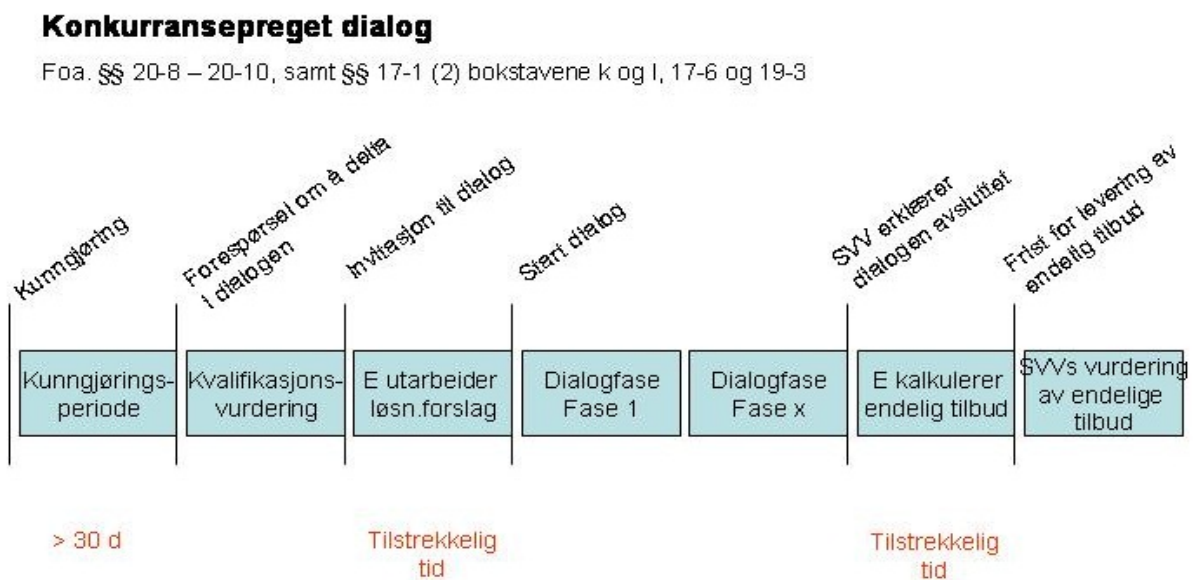 Konkurransepreget dialog
Foa. §§ 20-8 – 20-10, samt §§ 17-1 (2) bokstavene k og l, 17-6 og 19-3
Kunngjøring
Forespørsel om å delta
i dialogen
Invitasjon til dialog
Start dialog
SVV erklærer
dialogen avsluttet
Frist for levering av
endelig tilbud
Kunngjørings-
periode
Kvalifikasjons-
vurdering
E utarbeider
løsn.forslag
Dialogfase
Fase 1
Dialogfase
Fase x
E kalkulerer
endelig tilbud
SVVs vurdering
av endelige
tilbud
> 30 d
Tilstrekkelig
tid
Tilstrekkelig
tid